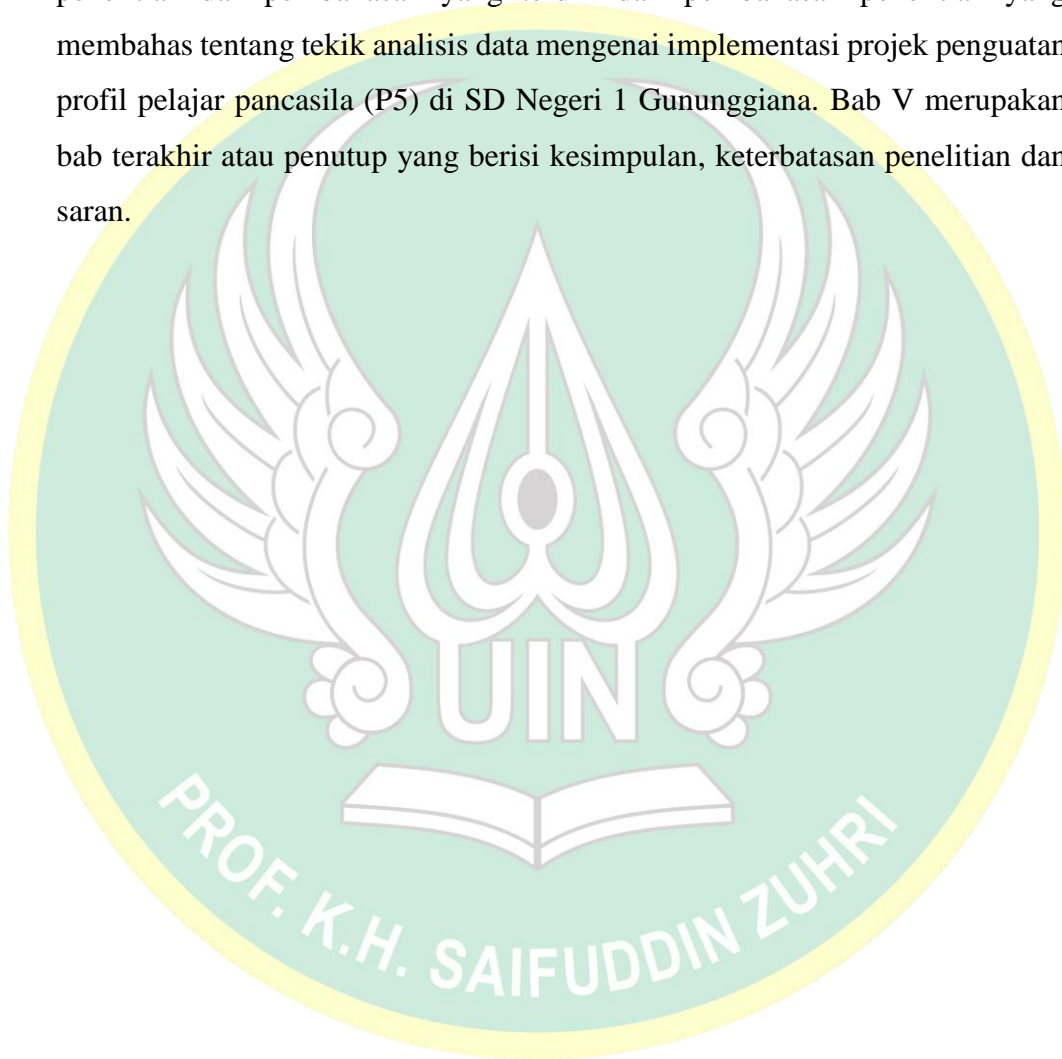 membahas tentang tekik analisis data mengenai implementasi projek penguatan
profil pelajar pancasila (P5) di SD Negeri 1 Gununggiana. Bab V merupakan
bab terakhir atau penutup yang berisi kesimpulan, keterbatasan penelitian dan
saran.
UIN
PROF. K.H. SAIFUDDIN ZUHRI